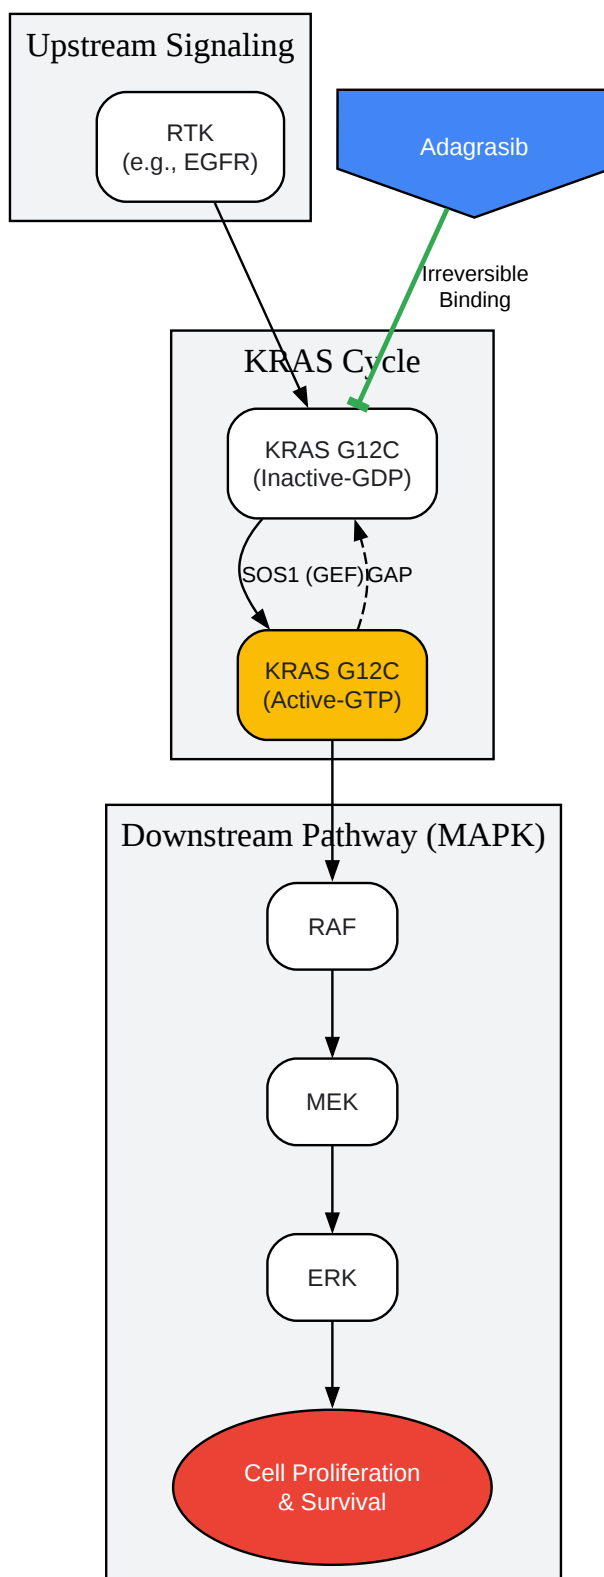 Upstream Signaling
RTK
(e.g., EGFR)
Adagrasib
Irreversible
Binding
KRAS Cycle
KRAS G12C
(Inactive-GDP)
SOS1 (GEF)
GAP
KRAS G12C
(Active-GTP)
Downstream Pathway (MAPK)
RAF
MEK
ERK
Cell Proliferation
& Survival